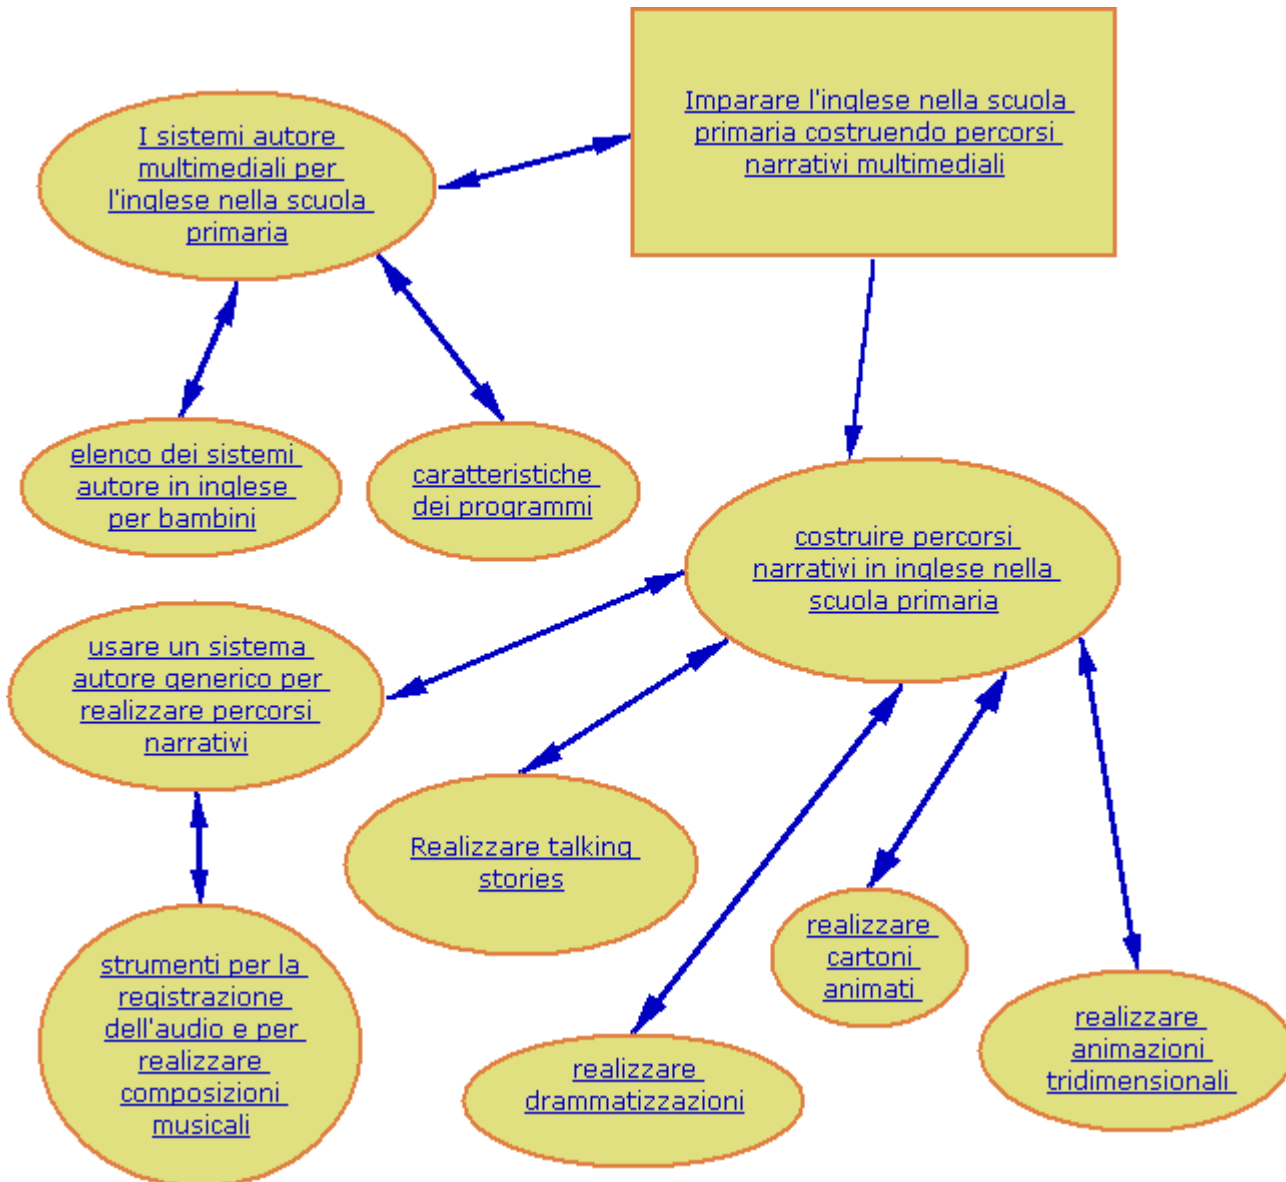 Imparare l'inglese nella scuola
primaria costruendo percorsi
narrativi multimediali
I sistemi autore
multimediali per
l'inglese nella scuola
primaria
elenco dei sistemi
autore in inglese
per bambini
caratteristiche
dei programmi
costruire percorsi
narrativi in inglese nella
scuola primaria
usare un sistema
autore generico per
realizzare percorsi
narrativi
Realizzare talking
stories
realizzare
cartoni
animati
strumenti per la
registrazione
dell'audio e per
realizzare
composizioni
musicali
realizzare
drammatizzazioni
realizzare
animazioni
tridimensionali